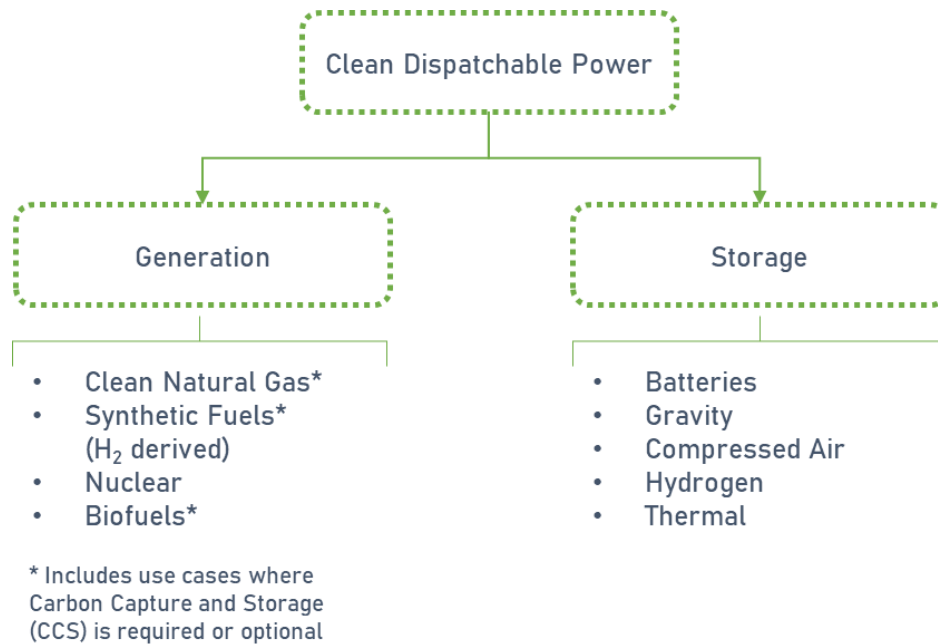 Clean Dispatchable Power
Generation
Storage
• Clean Natural Gas*
• Synthetic Fuels*
(H₂ derived)
• Nuclear
• Biofuels*
* Includes use cases where
Carbon Capture and Storage
(CCS) is required or optional
• Batteries
• Gravity
• Compressed Air
• Hydrogen
• Thermal